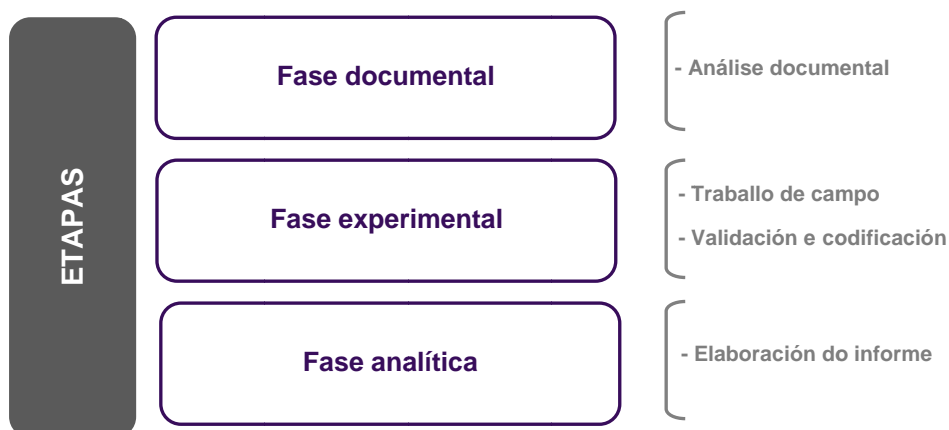 ETAPAS
Fase documental
- Análise documental
Fase experimental
- Traballo de campo
- Validación e codificación
Fase analítica
- Elaboración do informe